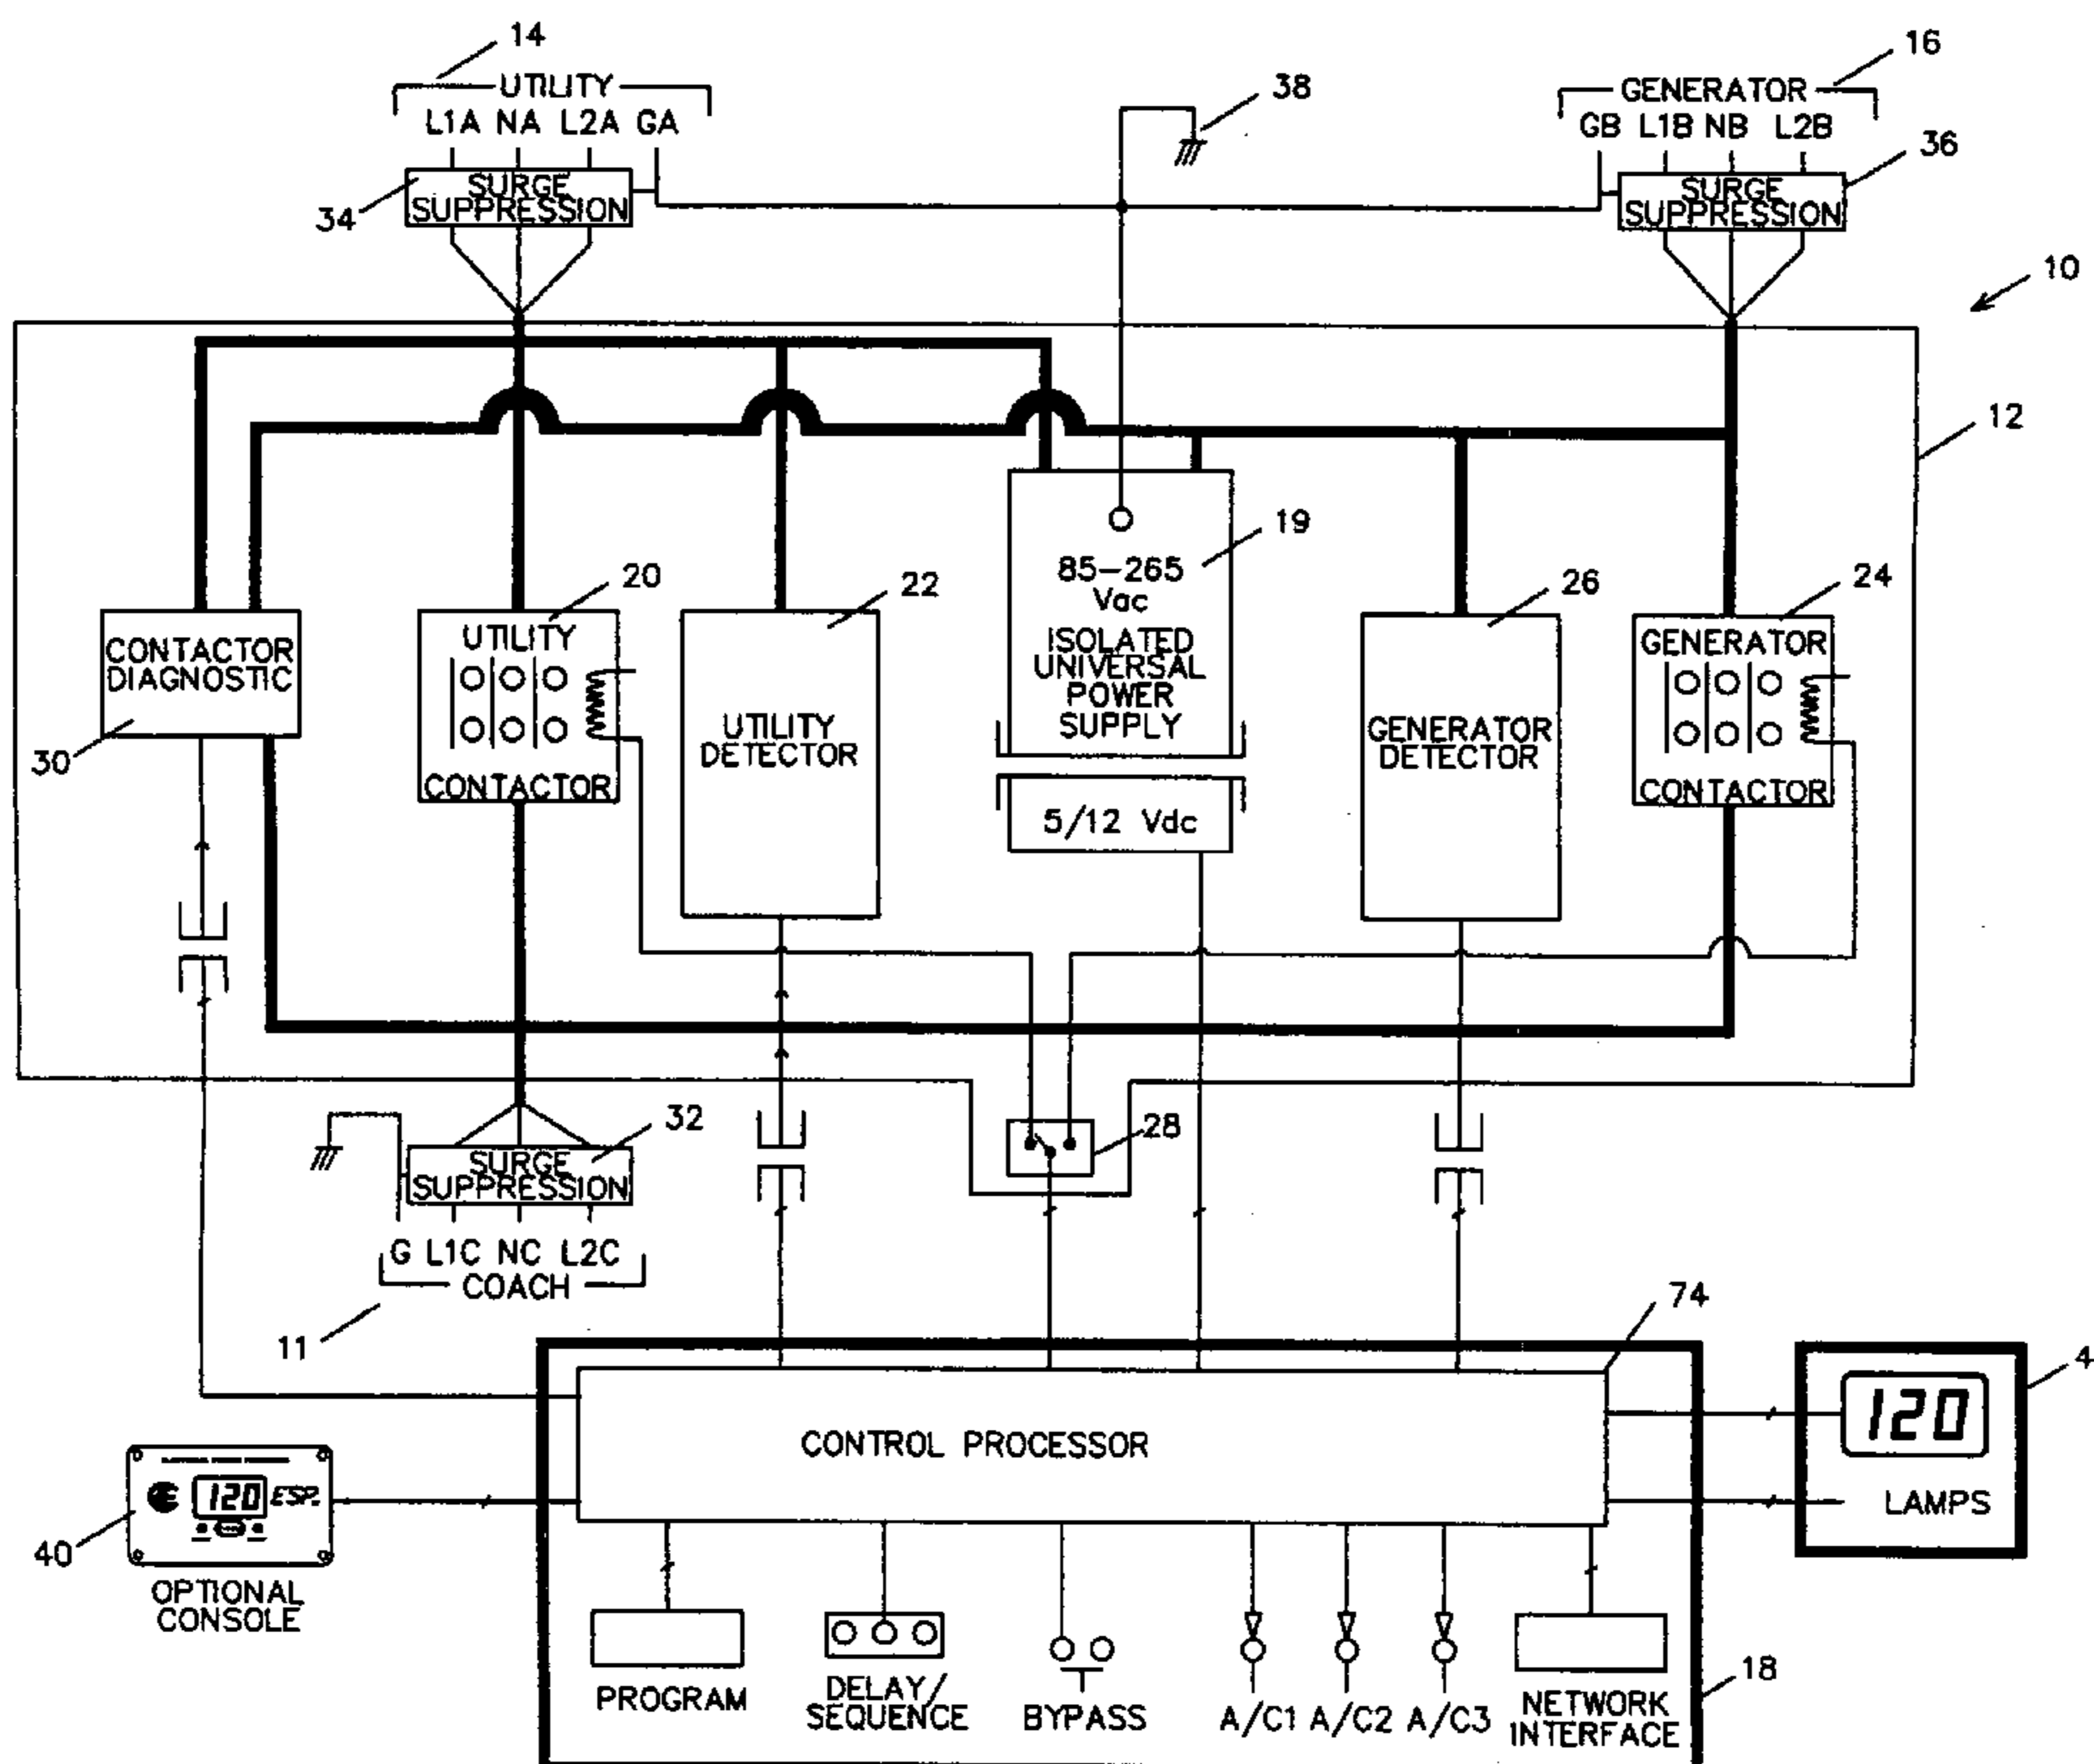 14
16
UTILITY
38
GENERATOR
L1A NA L2A GA
GB L1B NB L2B
36
SURGE
SUPPRESSION
SURGE
SUPPRESSION
34
10
12
19
85-265
Vac
20
22
26
24
UTILITY
ISOLATED
UNIVERSAL
POWER
SUPPLY
GENERATOR
CONTACTOR
DIAGNOSTIC
UTILITY
DETECTOR
GENERATOR
DETECTOR
30
CONTACTOR
CONTACTOR
5/12 Vdc
32
28
SURGE
SUPPRESSION
G L1C NC L2C
COACH
74
11
4
120
CONTROL PROCESSOR
120 ESP.
LAMPS
40
OPTIONAL
CONSOLE
18
PROGRAM
DELAY/
SEQUENCE
BYPASS
A/C1 A/C2 A/C3
NETWORK
INTERFACE